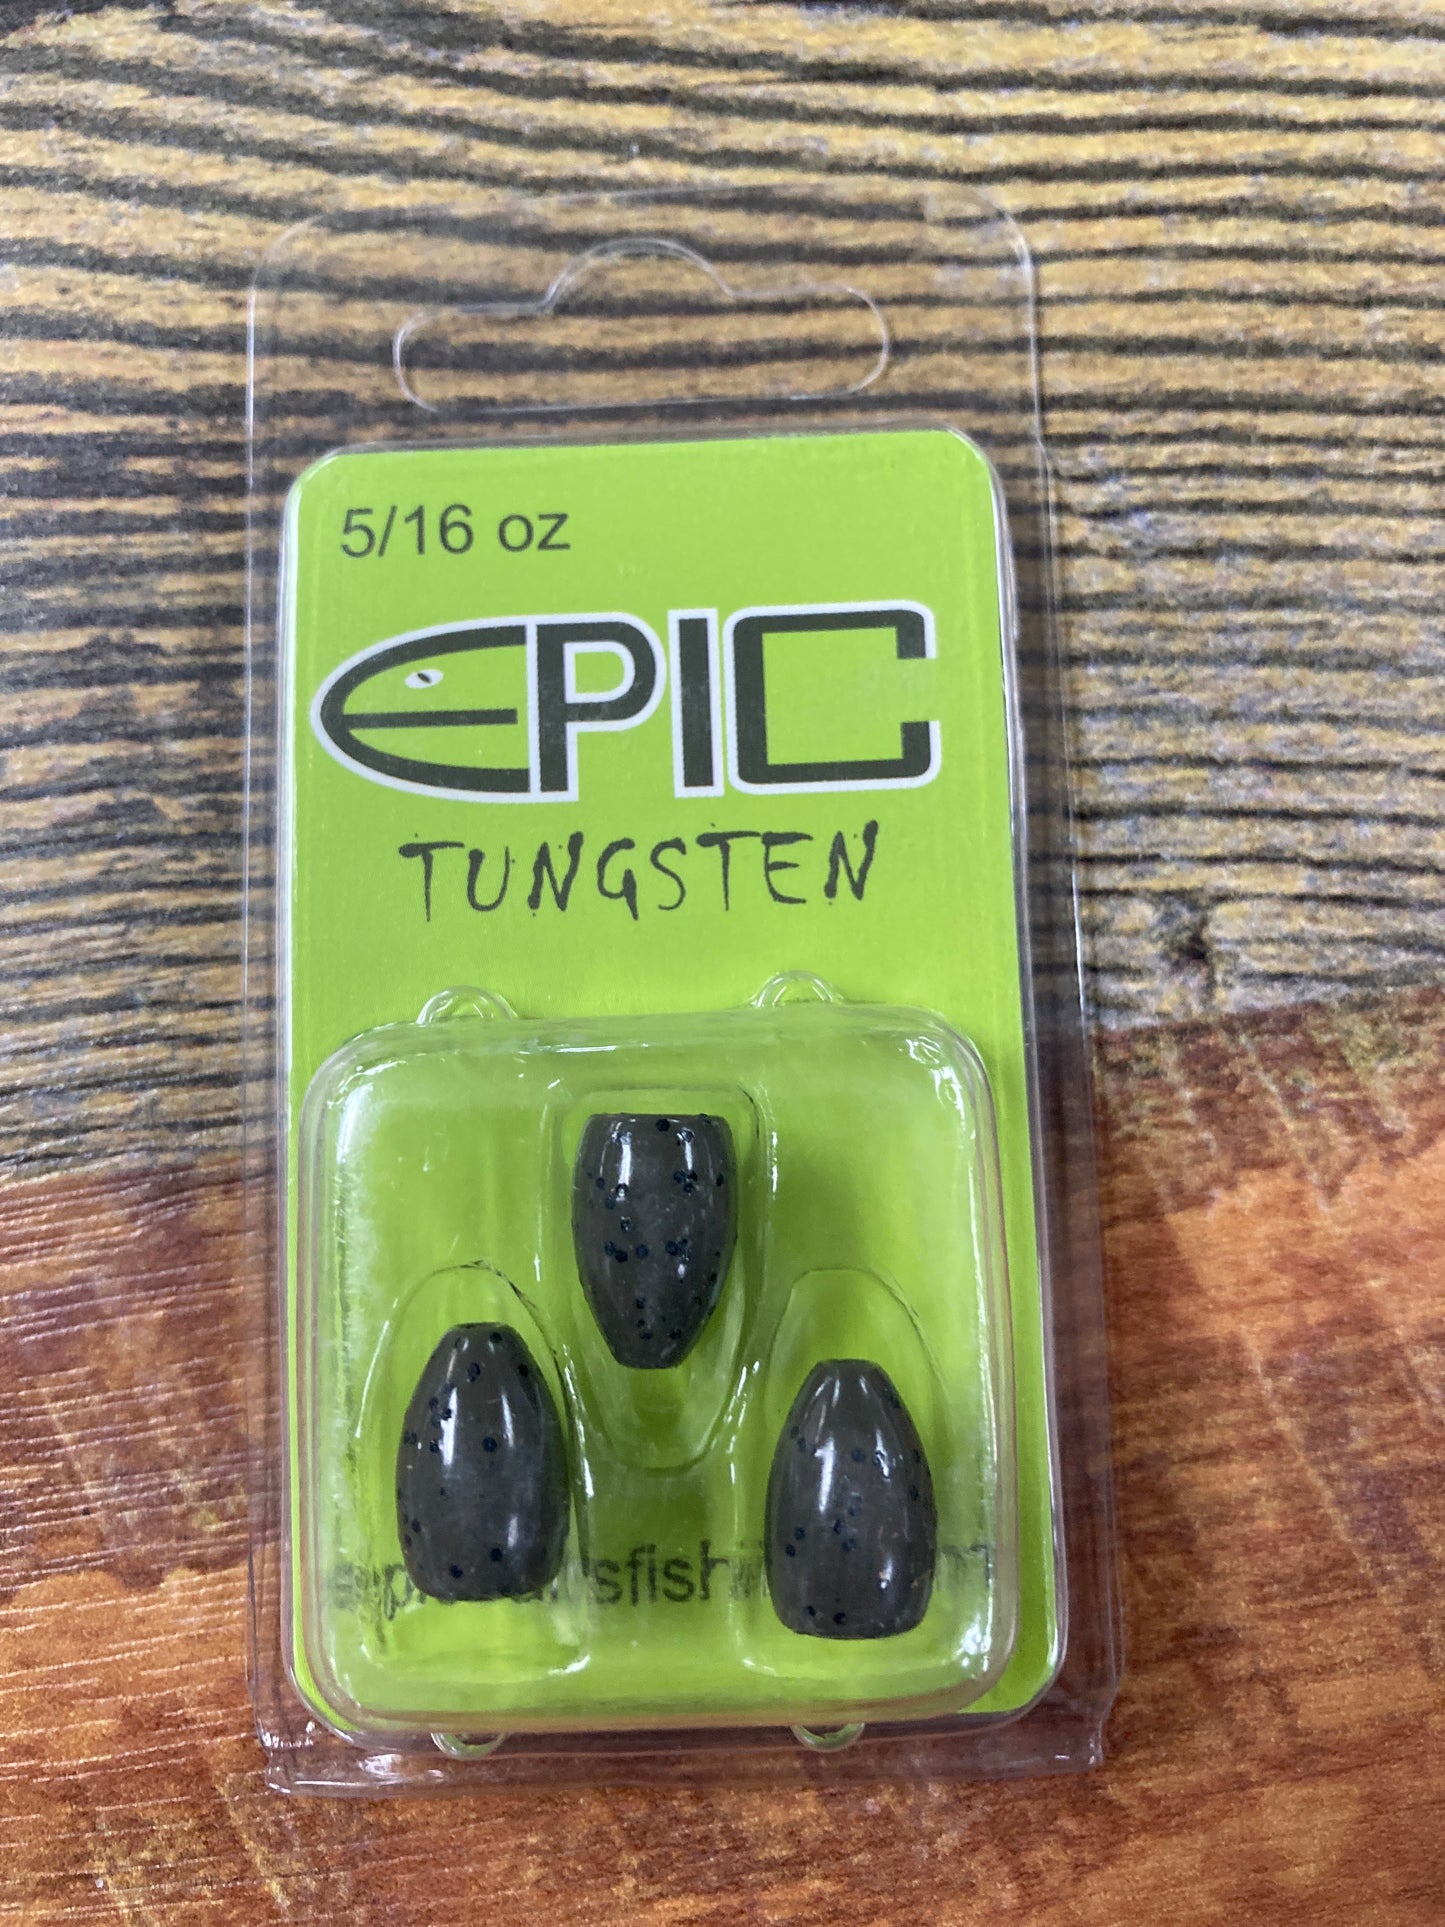 5/16 oz
EPIC
TUNGSTEN